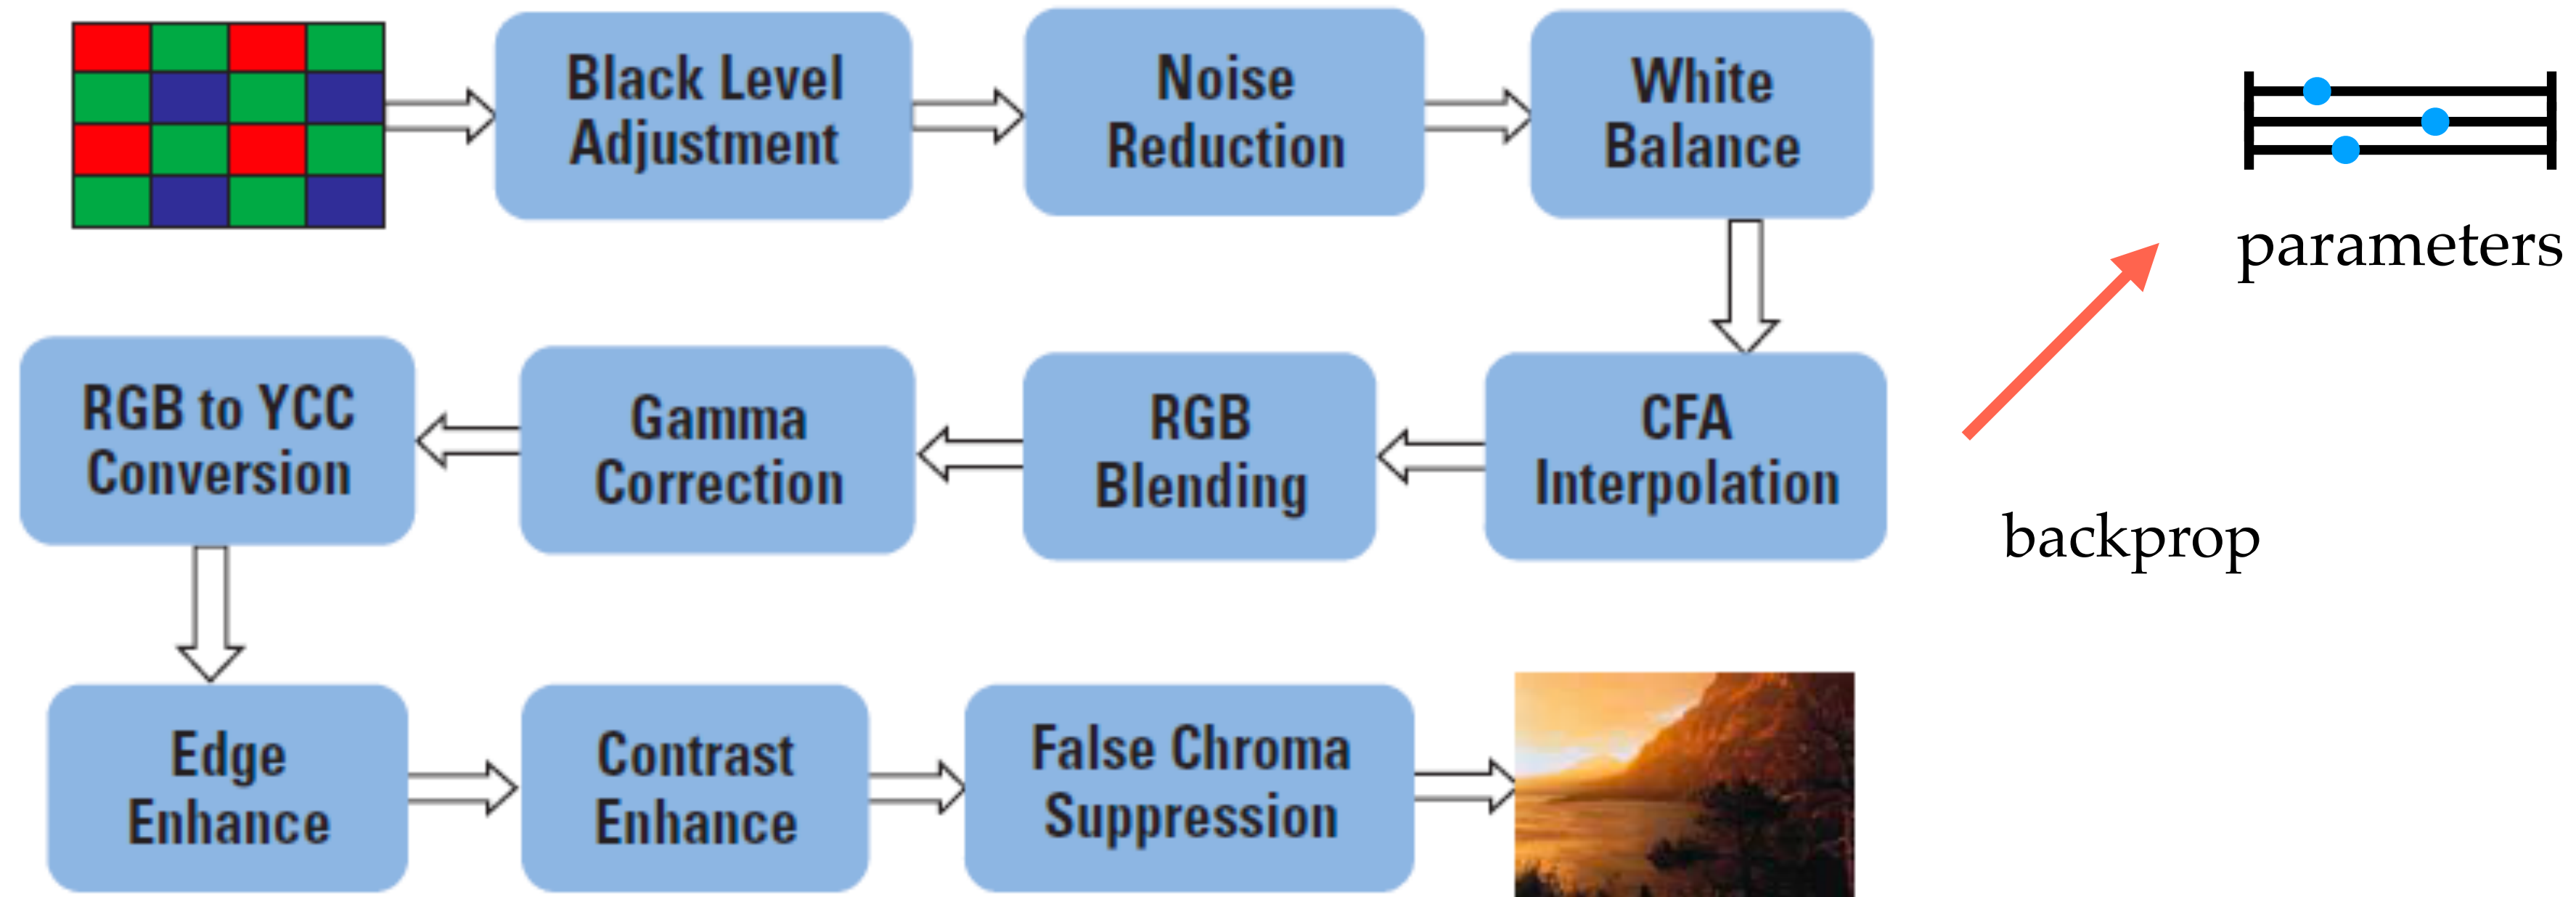 Black Level
Adjustment
Noise
Reduction
White
Balance
parameters
RGB to YCC
Conversion
Gamma
Correction
RGB
Blending
CFA
Interpolation
backprop
Edge
Enhance
Contrast
Enhance
False Chroma
Suppression